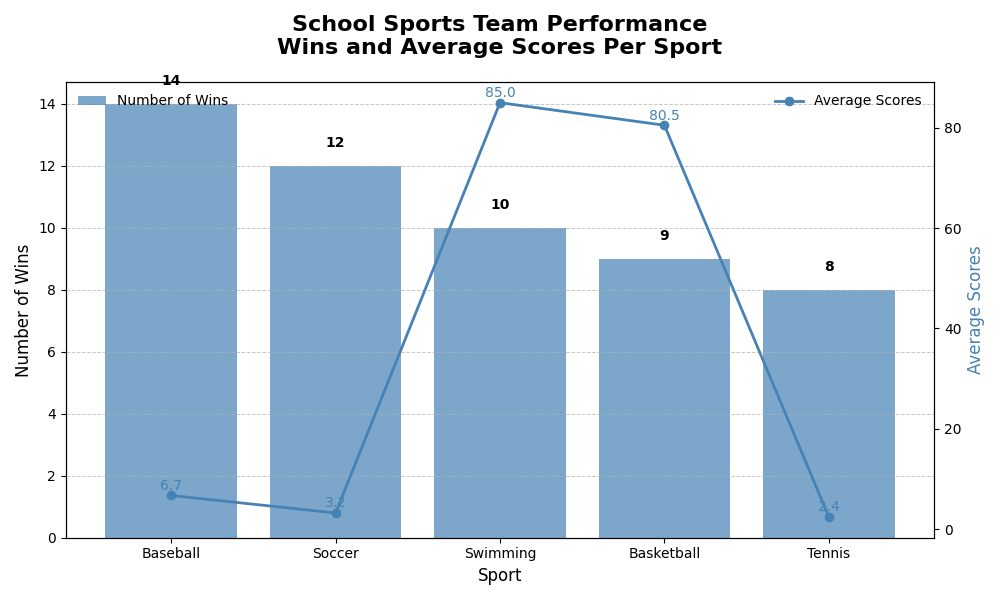 School Sports Team Performance
Wins and Average Scores Per Sport
Number of Wins
Average Scores
14
12
10
9
8
85.0
80.5
6.7
3.2
2.4
14
12
10
8
6
4
2
0
Number of Wins
80
60
40
20
0
Average Scores
Baseball Soccer Swimming Basketball Tennis
Sport